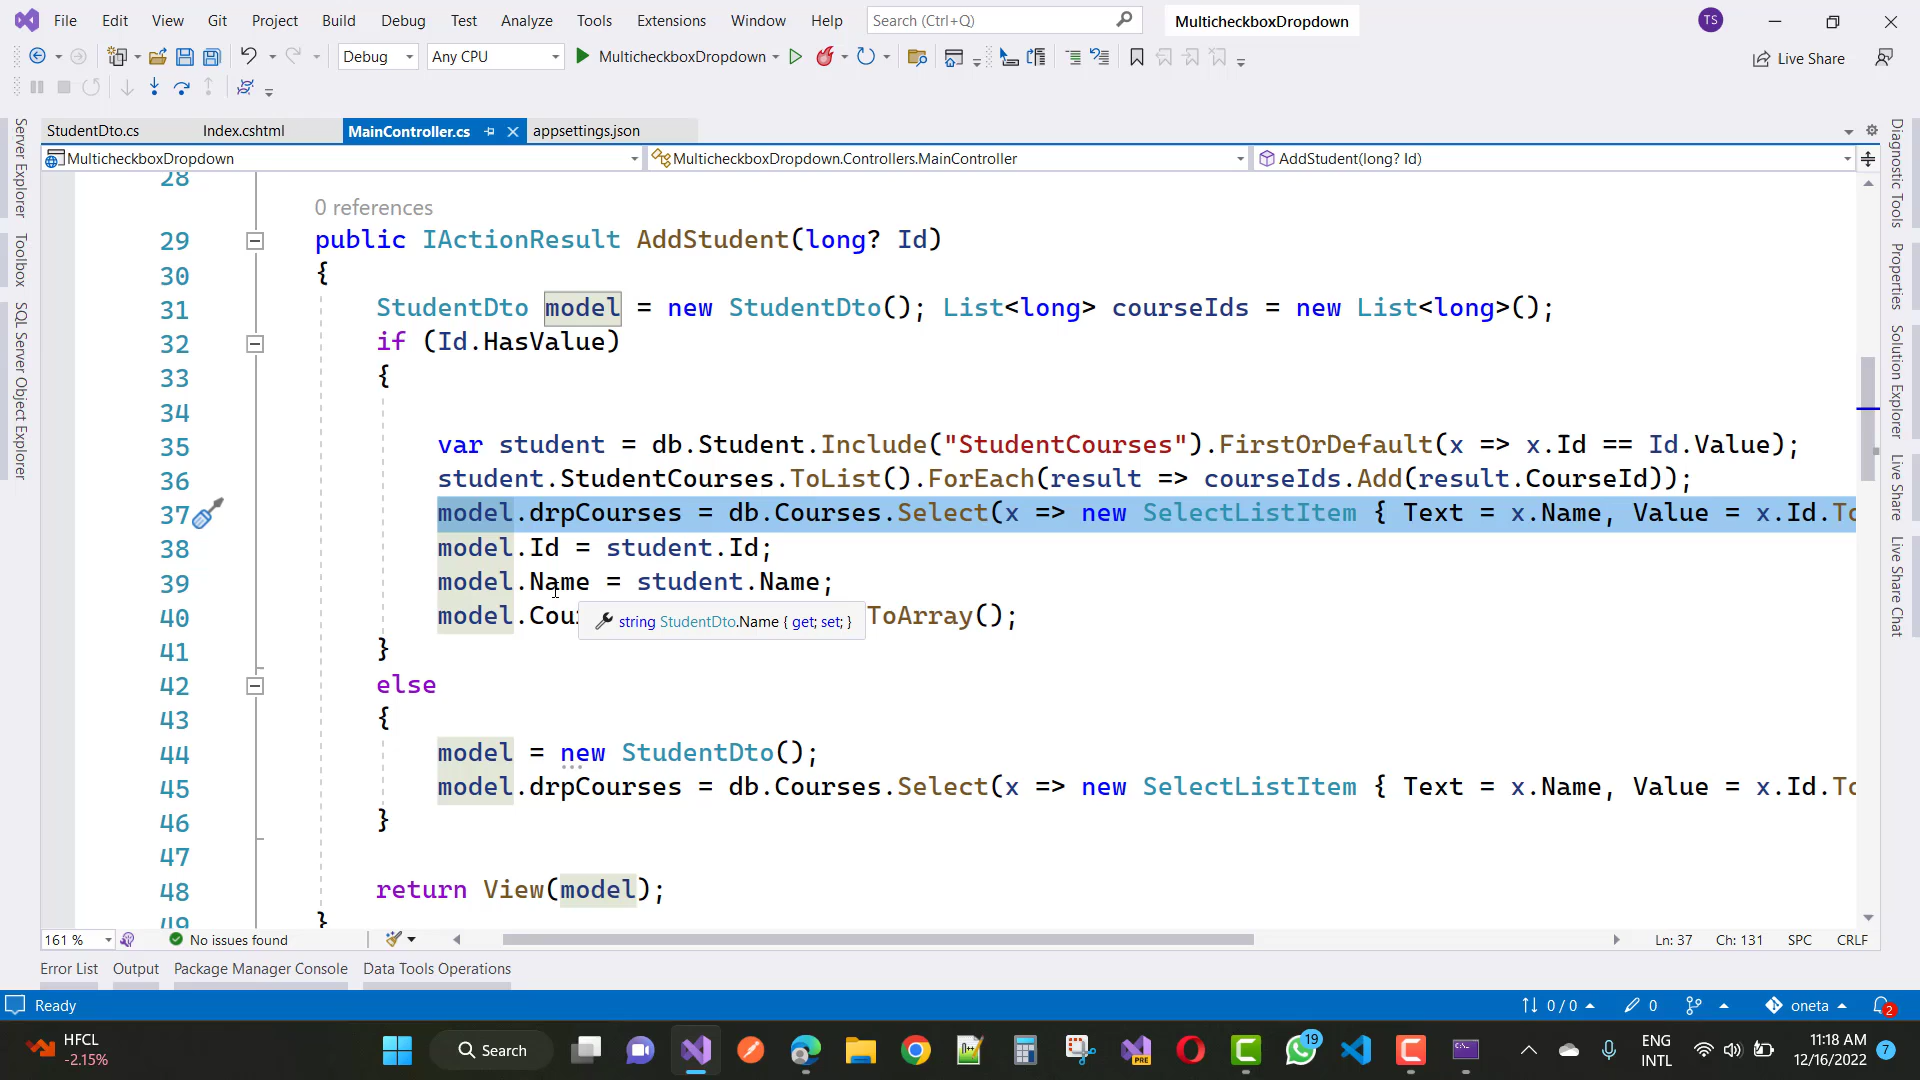 File Edit View Git Project Build Debug Test Analyze Tools Extensions Window Help Search (Ctrl+Q) MulticheckboxDropdown TS
Debug Any CPU MulticheckboxDropdown Live Share
StudentDto.cs Index.cshtml MainController.cs appsettings.json
MulticheckboxDropdown MulticheckboxDropdown.Controllers.MainController AddStudent(long? Id)
Server Explorer
Toolbox
SQL Server Object Explorer
28
0 references
29 public IActionResult AddStudent(long? Id)
30 {
31 StudentDto model = new StudentDto(); List<long> courseIds = new List<long>();
32 if (Id.HasValue)
33 {
34
35 var student = db.Student.Include("StudentCourses").FirstOrDefault(x => x.Id == Id.Value);
36 student.StudentCourses.ToList().ForEach(result => courseIds.Add(result.CourseId));
37 model.drpCourses = db.Courses.Select(x => new SelectListItem { Text = x.Name, Value = x.Id.To
38 model.Id = student.Id;
39 model.Name = student.Name;
40 model.Cou ToArray();
string StudentDto.Name { get; set; }
41 }
42 else
43 {
44 model = new StudentDto();
45 model.drpCourses = db.Courses.Select(x => new SelectListItem { Text = x.Name, Value = x.Id.To
46 }
47
48 return View(model);
49 }
Diagnostic Tools
Properties
Solution Explorer
Live Share
Live Share Chat
161 % No issues found Ln: 37 Ch: 131 SPC CRLF
Error List Output Package Manager Console Data Tools Operations
Ready 0 / 0 0 oneta 2
HFCL
-2.15%
Search
PRE
19
ENG
INTL
11:18 AM
12/16/2022
7